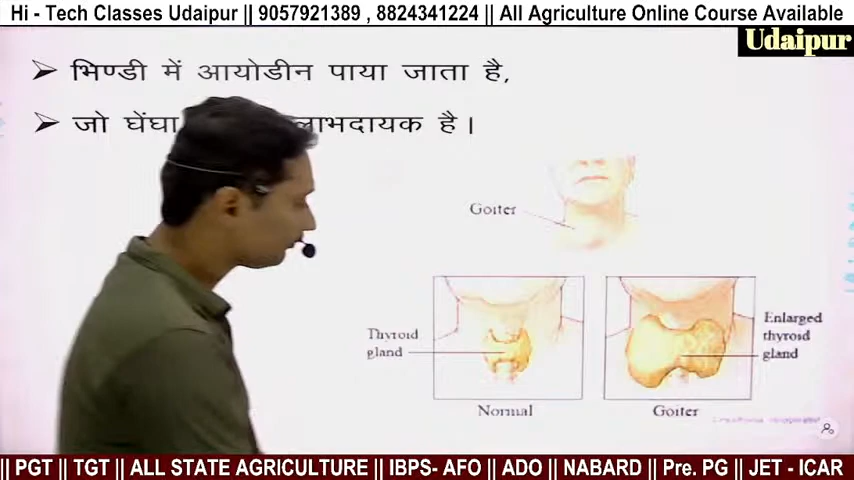 Hi - Tech Classes Udaipur || 9057921389 , 8824341224 || All Agriculture Online Course Available
Udaipur
➢ भिण्डी में आयोडीन पाया जाता है,
➢ जो घेंघा लाभदायक है।
Goiter
Thyroid
gland
Enlarged
thyroid
gland
Normal
Goiter
|| PGT || TGT || ALL STATE AGRICULTURE || IBPS- AFO || ADO || NABARD || Pre. PG || JET - ICAR